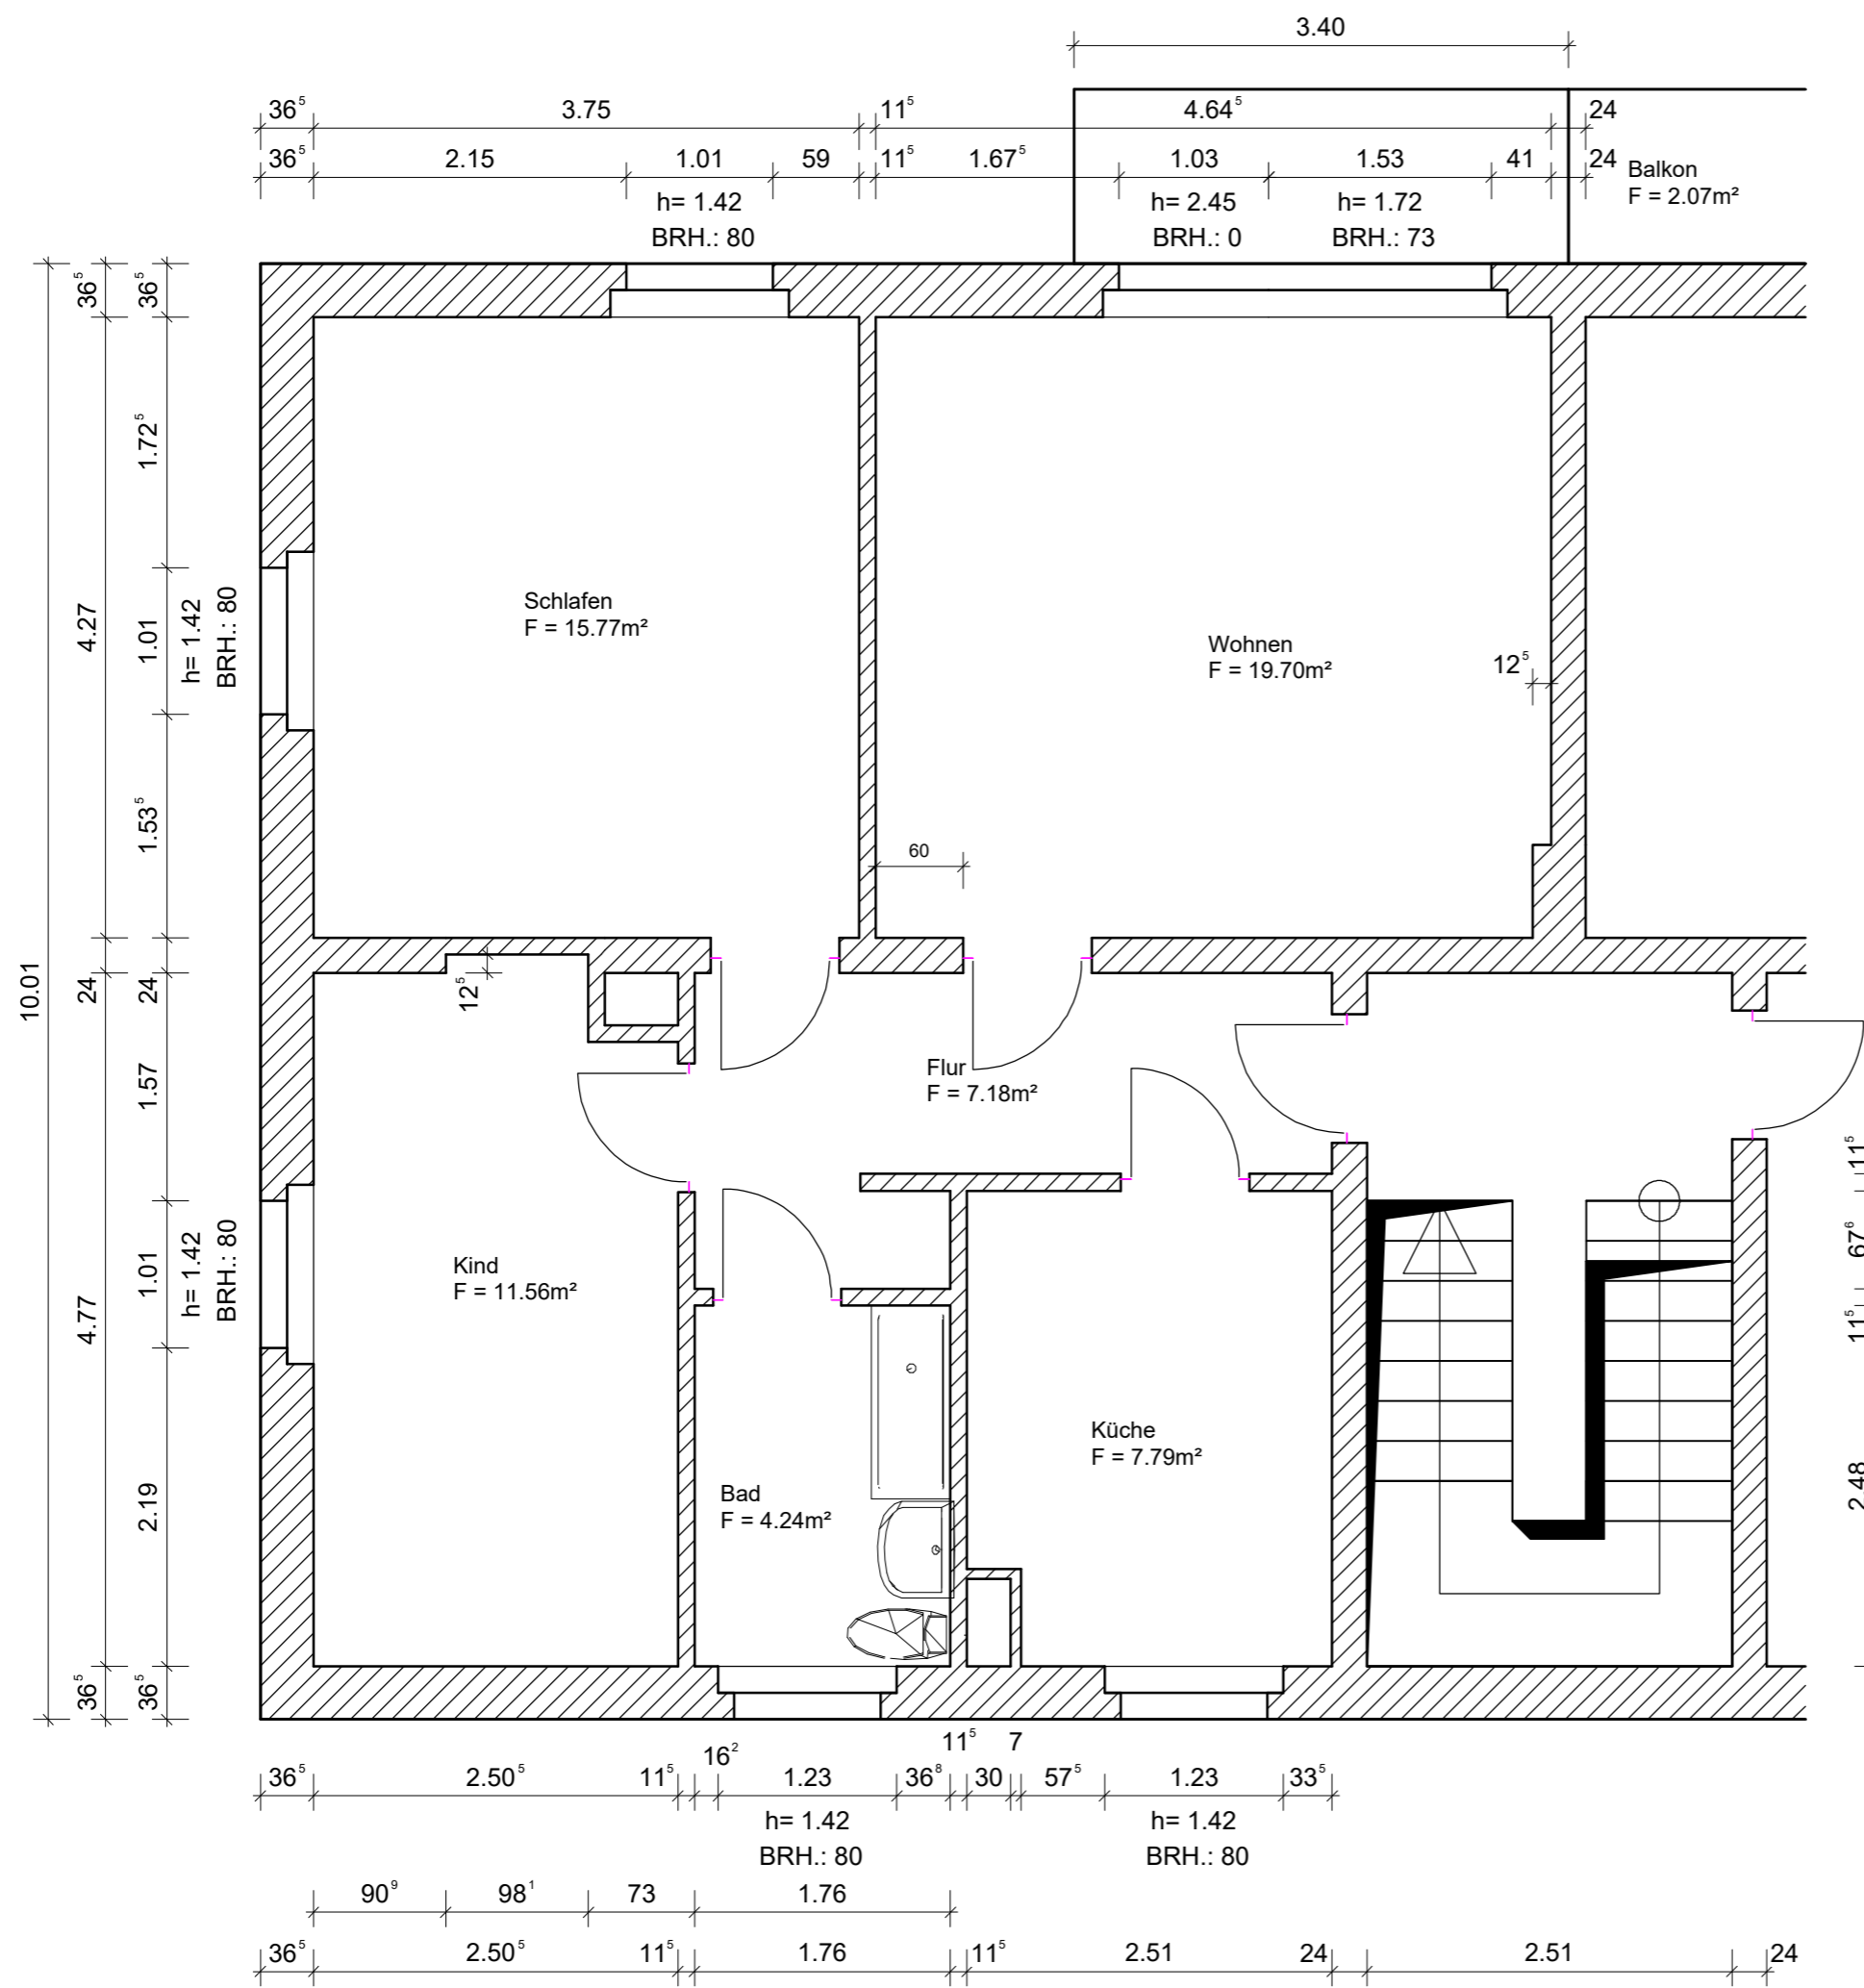 3.40
36⁵ 3.75 11⁵ 4.64⁵ 24
36⁵ 2.15 1.01 59 11⁵ 1.67⁵ 1.03 1.53 41 24
h= 1.42
BRH.: 80
h= 2.45
BRH.: 0
h= 1.72
BRH.: 73
Balkon
F = 2.07m²
10.01
36⁵ 4.27 24 4.77 36⁵
36⁵ 1.72⁵ 1.01 1.53⁵ 24 1.57 1.01 2.19 36⁵
h= 1.42
BRH.: 80
h= 1.42
BRH.: 80
Schlafen
F = 15.77m²
Wohnen
F = 19.70m²
12⁵
60
12⁵
Flur
F = 7.18m²
Kind
F = 11.56m²
Küche
F = 7.79m²
Bad
F = 4.24m²
11⁵
67⁶
11⁵
2.48
16² 11⁵ 7
36⁵ 2.50⁵ 11⁵ 1.23 36⁸ 30 57⁵ 1.23 33⁵
h= 1.42
BRH.: 80
h= 1.42
BRH.: 80
90⁹ 98¹ 73 1.76
36⁵ 2.50⁵ 11⁵ 1.76 11⁵ 2.51 24 2.51 24